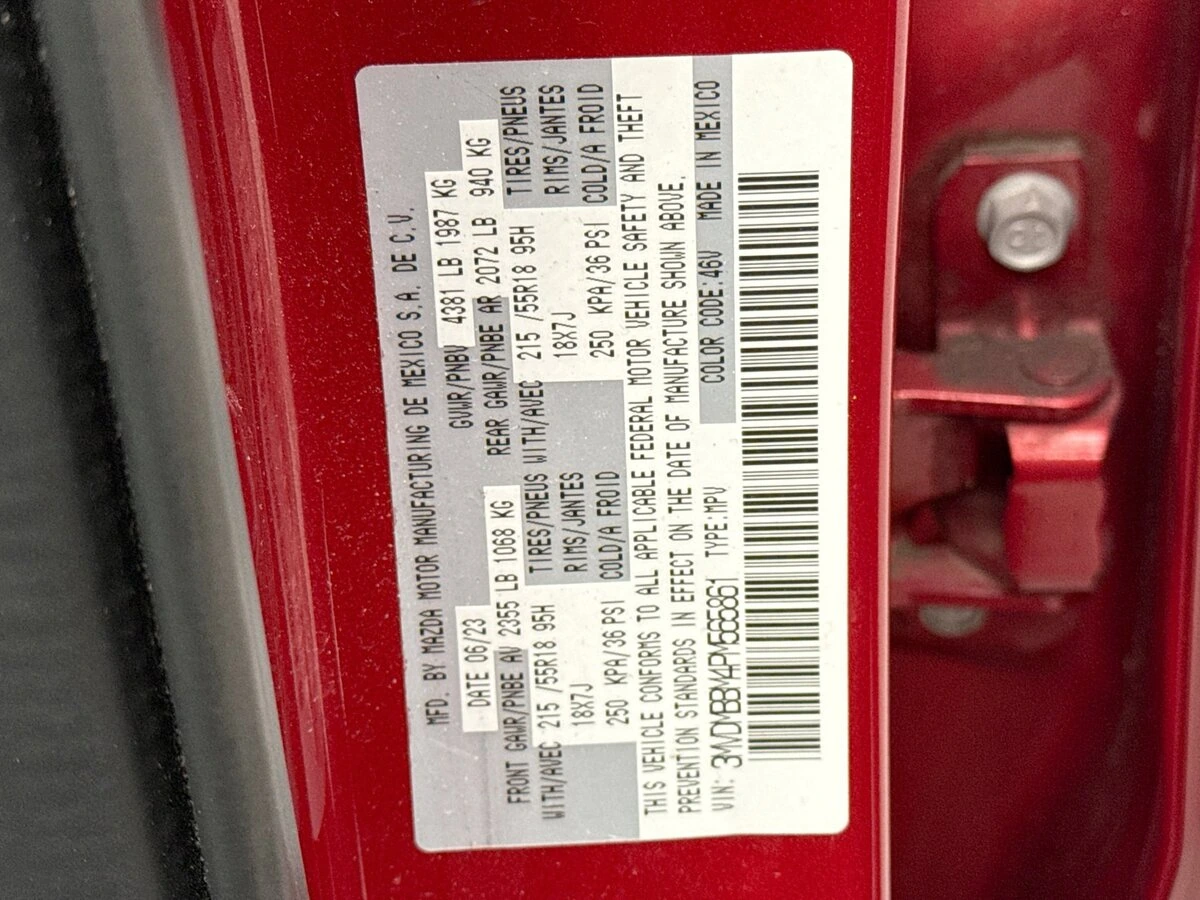 MFD. BY MAZDA MOTOR MANUFACTURING DE MEXICO S.A. DE C.V.
DATE 06/23 GVWR/PNBV 4381 LB 1987 KG
FRONT GAWR/PNBE AV 2355 LB 1068 KG REAR GAWR/PNBE AR 2072 LB 940 KG
WITH/AVEC 215 /55R18 95H TIRES/PNEUS WITH/AVEC 215 /55R18 95H TIRES/PNEUS
18X7J RIMS/JANTES 18X7J RIMS/JANTES
250 KPA/36 PSI COLD/A FROID 250 KPA/36 PSI COLD/A FROID
THIS VEHICLE CONFORMS TO ALL APPLICABLE FEDERAL MOTOR VEHICLE SAFETY AND THEFT
PREVENTION STANDARDS IN EFFECT ON THE DATE OF MANUFACTURE SHOWN ABOVE.
VIN: 3MVDMBBM4PM565861 TYPE:MPV COLOR CODE:46V MADE IN MEXICO